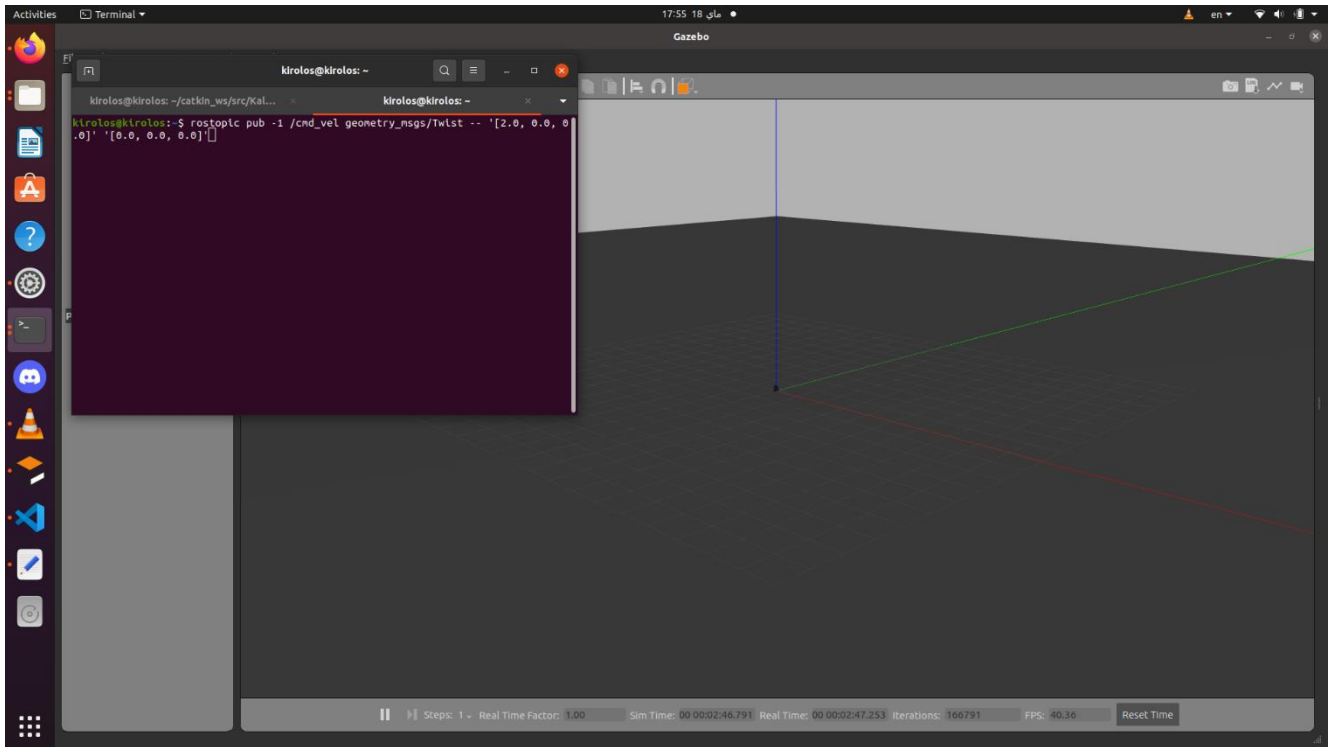 Activities Terminal 17:55 18 ماي en
Gazebo
kirolos@kirolos: ~
kirolos@kirolos: ~/catkin_ws/src/Kal... kirolos@kirolos: ~
kirolos@kirolos:~$ rostopic pub -1 /cmd_vel geometry_msgs/Twist -- '[2.0, 0.0, 0
.0]' '[0.0, 0.0, 0.0]'
Steps: 1 Real Time Factor: 1.00 Sim Time: 00 00:02:46.791 Real Time: 00 00:02:47.253 Iterations: 166791 FPS: 40.36 Reset Time